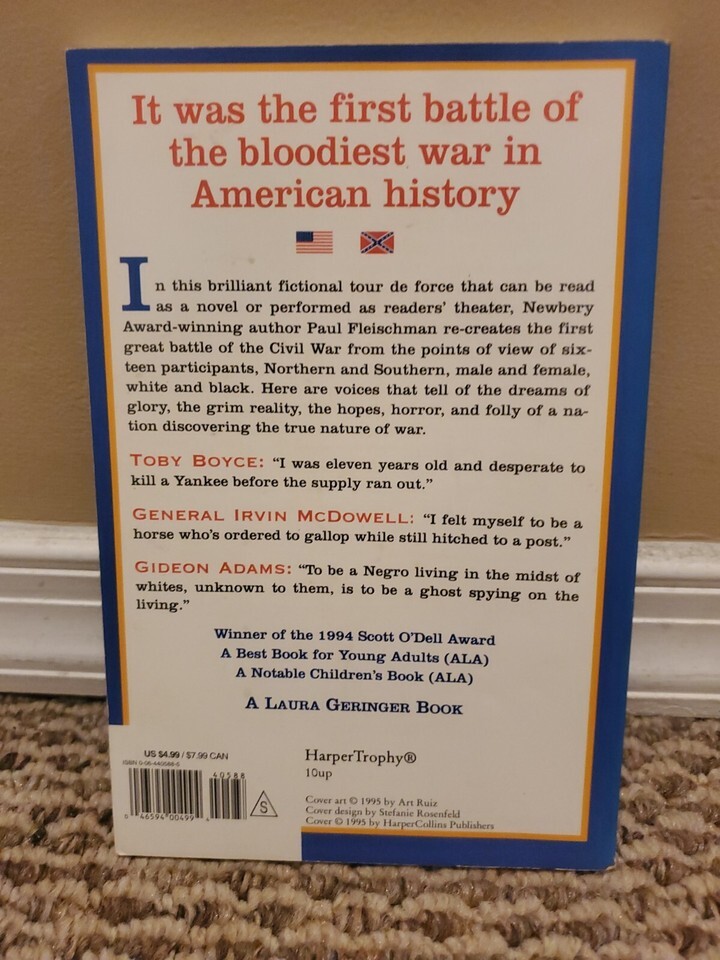 It was the first battle of
the bloodiest war in
American history
In this brilliant fictional tour de force that can be read
as a novel or performed as readers' theater, Newbery
Award-winning author Paul Fleischman re-creates the first
great battle of the Civil War from the points of view of six-
teen participants, Northern and Southern, male and female,
white and black. Here are voices that tell of the dreams of
glory, the grim reality, the hopes, horror, and folly of a na-
tion discovering the true nature of war.
TOBY BOYCE: “I was eleven years old and desperate to
kill a Yankee before the supply ran out.”
GENERAL IRVIN MCDOWELL: “I felt myself to be a
horse who's ordered to gallop while still hitched to a post.”
GIDEON ADAMS: “To be a Negro living in the midst of
whites, unknown to them, is to be a ghost spying on the
living.”
Winner of the 1994 Scott O'Dell Award
A Best Book for Young Adults (ALA)
A Notable Children's Book (ALA)
A LAURA GERINGER BOOK
US $4.99 / $7.99 CAN
ISBN 0-06-440588-5
40588
0 46594 00499 4
S
HarperTrophy®
10up
Cover art © 1995 by Art Ruiz
Cover design by Stefanie Rosenfeld
Cover © 1995 by HarperCollins Publishers